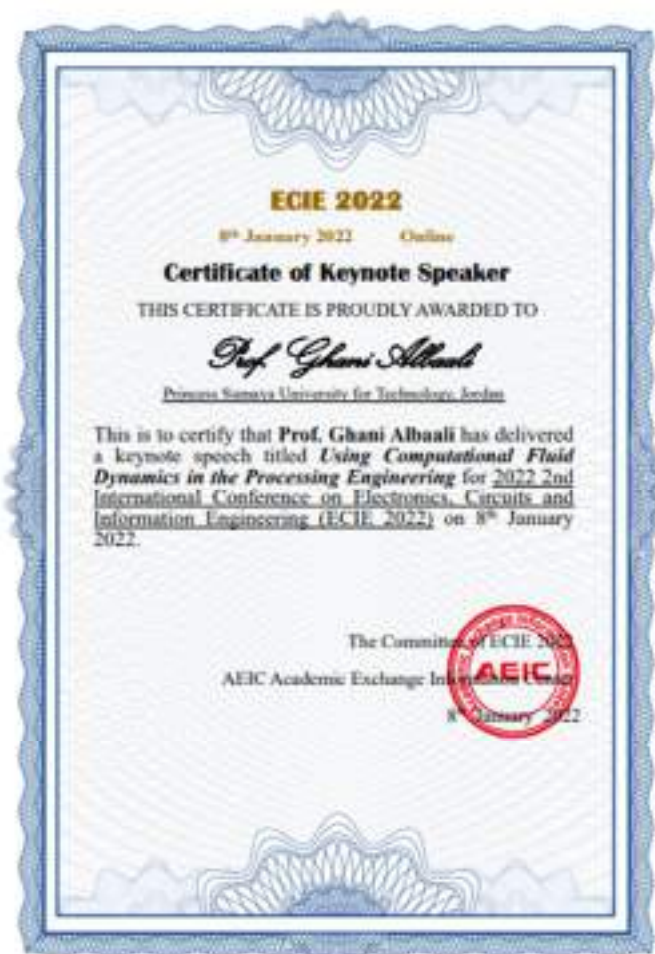 ECIE 2022
8th January 2022 Online
Certificate of Keynote Speaker
THIS CERTIFICATE IS PROUDLY AWARDED TO
Prof. Ghani Albaali
Princess Sumaya University for Technology, Jordan
This is to certify that Prof. Ghani Albaali has delivered
a keynote speech titled Using Computational Fluid
Dynamics in the Processing Engineering for 2022 2nd
International Conference on Electronics, Circuits and
Information Engineering (ECIE 2022) on 8th January
2022.
The Committee of ECIE 2022
AEIC Academic Exchange Information Center
8th January 2022
AEIC